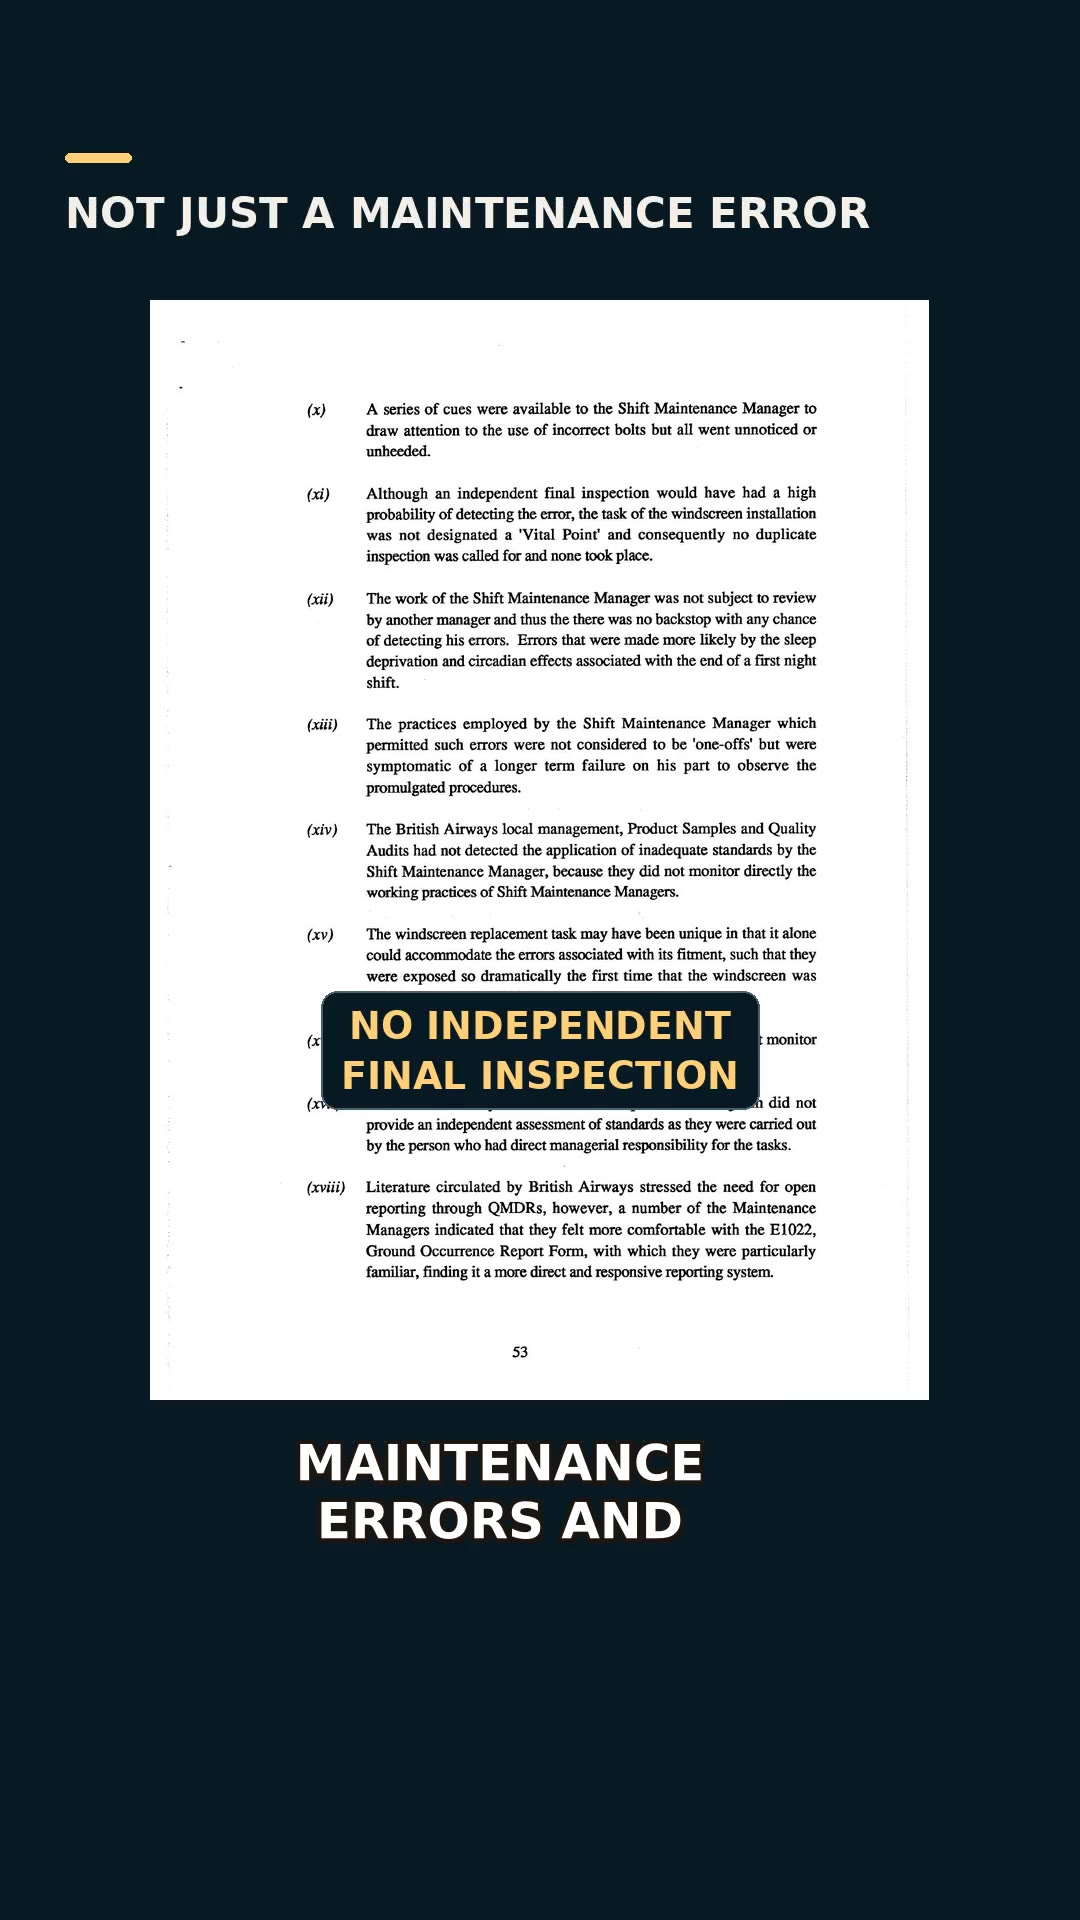 NOT JUST A MAINTENANCE ERROR
(x) A series of cues were available to the Shift Maintenance Manager to
draw attention to the use of incorrect bolts but all went unnoticed or
unheeded.
(xi) Although an independent final inspection would have had a high
probability of detecting the error, the task of the windscreen installation
was not designated a 'Vital Point' and consequently no duplicate
inspection was called for and none took place.
(xii) The work of the Shift Maintenance Manager was not subject to review
by another manager and thus the there was no backstop with any chance
of detecting his errors. Errors that were made more likely by the sleep
deprivation and circadian effects associated with the end of a first night
shift.
(xiii) The practices employed by the Shift Maintenance Manager which
permitted such errors were not considered to be 'one-offs' but were
symptomatic of a longer term failure on his part to observe the
promulgated procedures.
(xiv) The British Airways local management, Product Samples and Quality
Audits had not detected the application of inadequate standards by the
Shift Maintenance Manager, because they did not monitor directly the
working practices of Shift Maintenance Managers.
(xv) The windscreen replacement task may have been unique in that it alone
could accommodate the errors associated with its fitment, such that they
were exposed so dramatically the first time that the windscreen was
NO INDEPENDENT
FINAL INSPECTION
monitor
did not
provide an independent assessment of standards as they were carried out
by the person who had direct managerial responsibility for the tasks.
(xviii) Literature circulated by British Airways stressed the need for open
reporting through QMDRs, however, a number of the Maintenance
Managers indicated that they felt more comfortable with the E1022,
Ground Occurrence Report Form, with which they were particularly
familiar, finding it a more direct and responsive reporting system.
53
MAINTENANCE
ERRORS AND